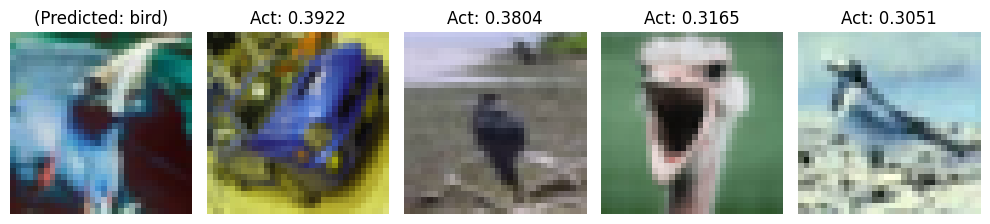 (Predicted: bird)
Act: 0.3922
Act: 0.3804
Act: 0.3165
Act: 0.3051